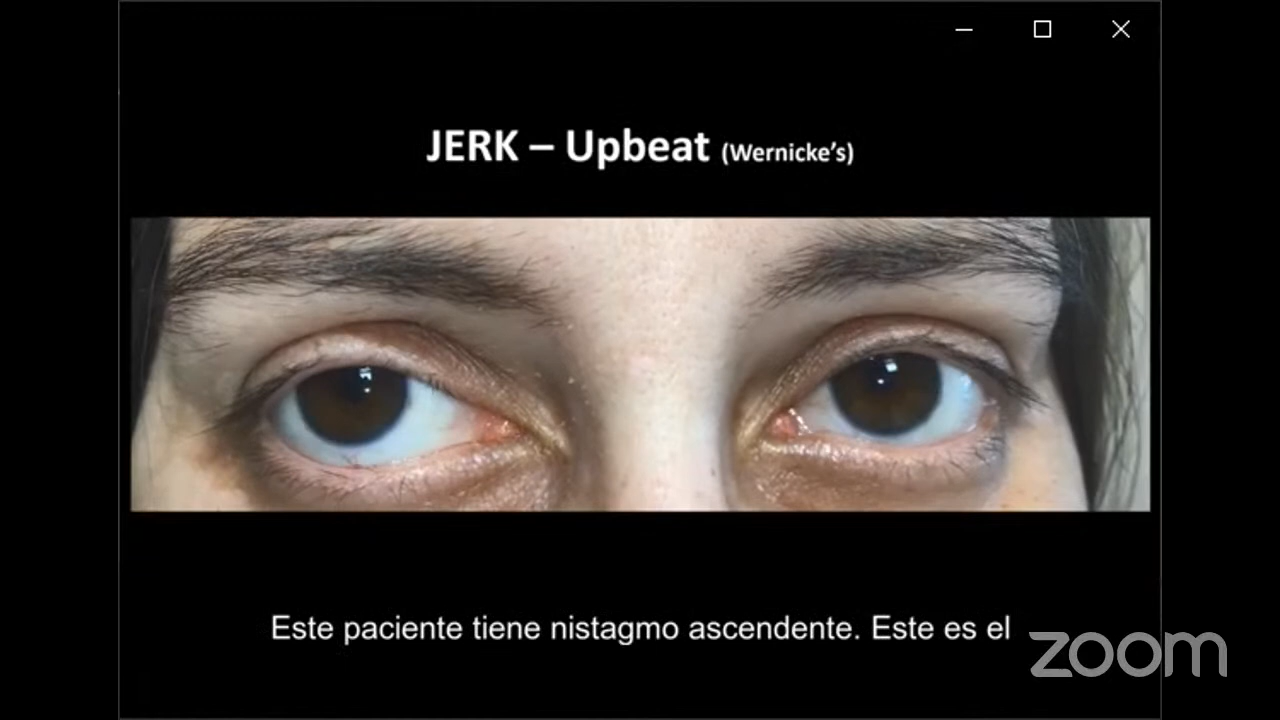 JERK – Upbeat (Wernicke's)
Este paciente tiene nistagmo ascendente. Este es el
zoom